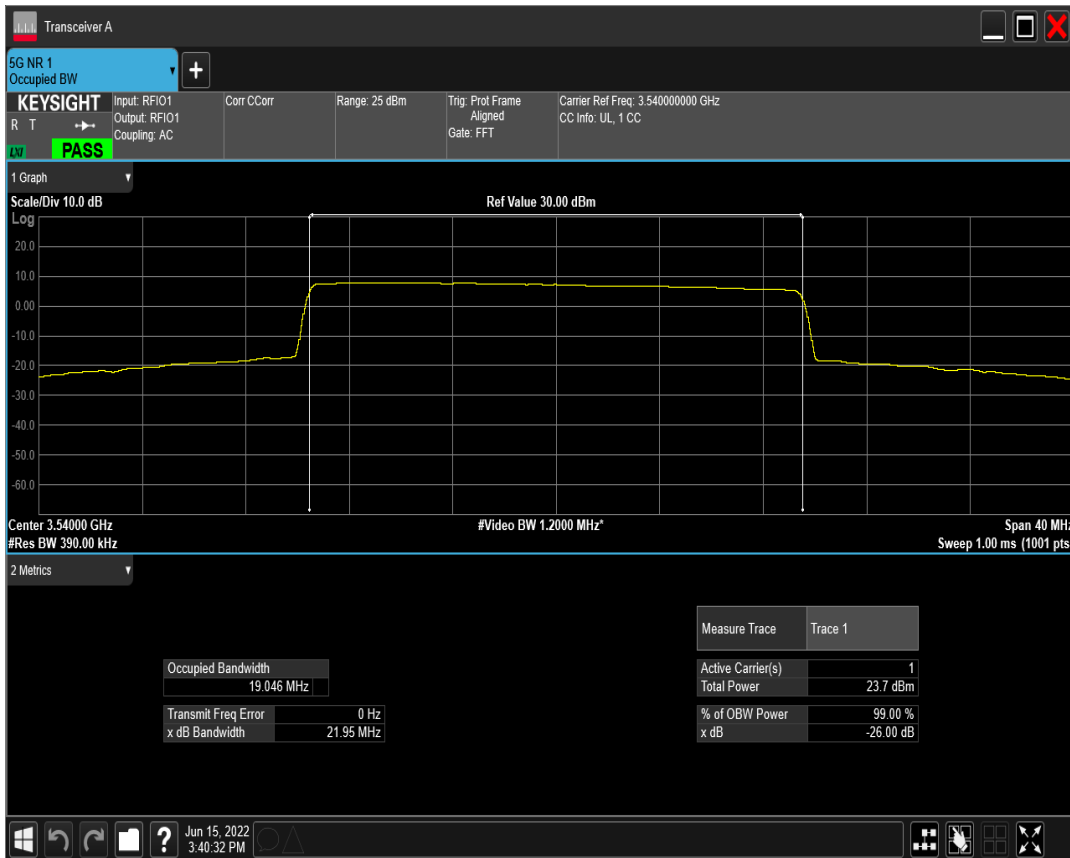 Transceiver A
5G NR 1
Occupied BW
+
KEYSIGHT
R T
LXI
PASS
Input: RFIO1
Output: RFIO1
Coupling: AC
Corr CCorr
Range: 25 dBm
Trig: Prot Frame
Aligned
Gate: FFT
Carrier Ref Freq: 3.540000000 GHz
CC Info: UL, 1 CC
1 Graph
Scale/Div 10.0 dB
Ref Value 30.00 dBm
Log
20.0
10.0
0.00
-10.0
-20.0
-30.0
-40.0
-50.0
-60.0
Center 3.54000 GHz
#Video BW 1.2000 MHz*
Span 40 MHz
#Res BW 390.00 kHz
Sweep 1.00 ms (1001 pts
2 Metrics
Measure Trace Trace 1
Occupied Bandwidth
19.046 MHz
Active Carrier(s) 1
Total Power 23.7 dBm
Transmit Freq Error 0 Hz
x dB Bandwidth 21.95 MHz
% of OBW Power 99.00 %
x dB -26.00 dB
?
Jun 15, 2022
3:40:32 PM